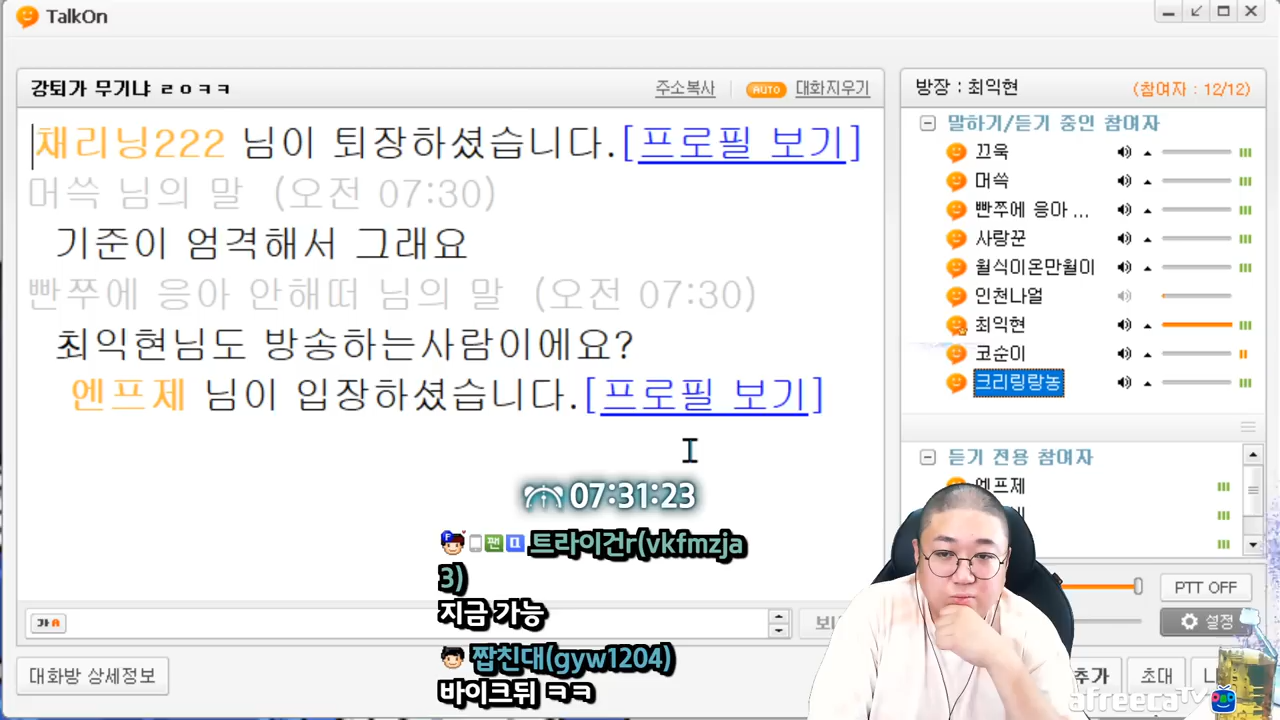 TalkOn
강퇴가 무기냐 ㄹㅇㅋㅋ
주소복사
AUTO
대화지우기
채리닝222 님이 퇴장하셨습니다.[프로필 보기]
머쓱 님의 말 (오전 07:30)
기준이 엄격해서 그래요
빤쭈에 응아 안해떠 님의 말 (오전 07:30)
최익현님도 방송하는사람이에요?
엔프제 님이 입장하셨습니다.[프로필 보기]
07:31:23
트라이건r(vkfmzja
3)
지금 가능
짭친대(gyw1204)
바이크뒤 ㅋㅋ
가A
대화방 상세정보
방장 : 최익현
(참여자 : 12/12)
말하기/듣기 중인 참여자
끄욱
머쓱
빤쭈에 응아 ...
사랑꾼
윌식이온만월이
인천나얼
최익현
코순이
크리링랑농
듣기 전용 참여자
엔프제
PTT OFF
설정
추가
초대
afreecaTV